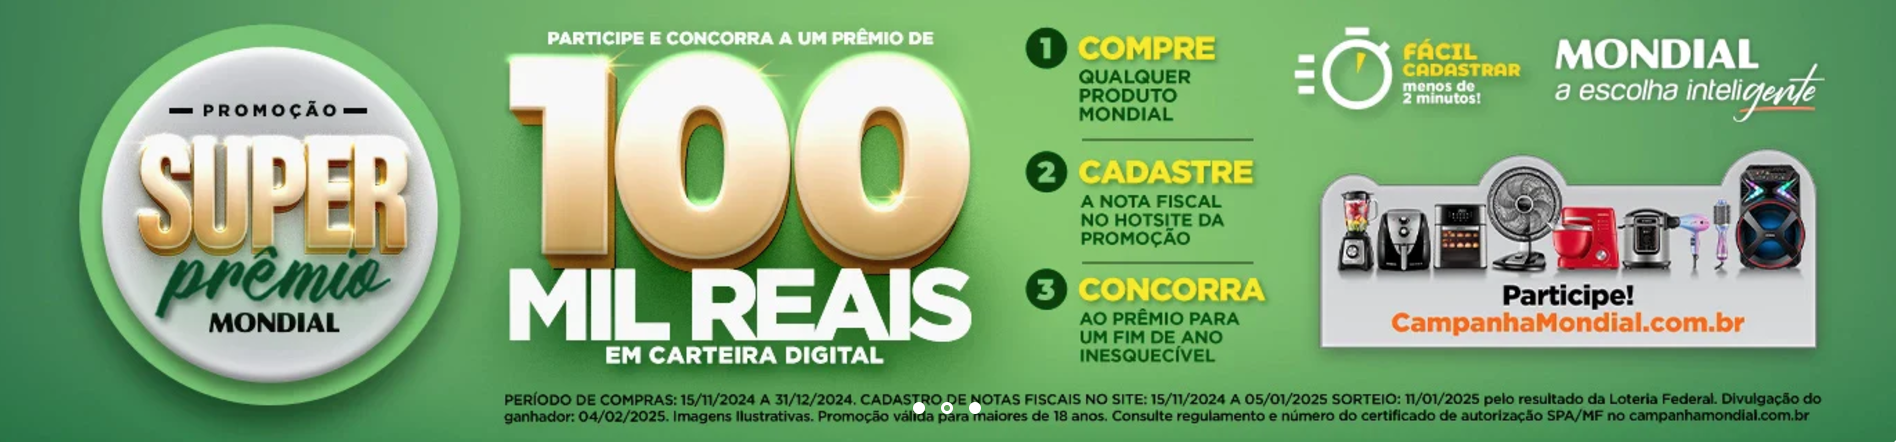 PROMOÇÃO
SUPER
prêmio
MONDIAL
PARTICIPE E CONCORRA A UM PRÊMIO DE
100
MIL REAIS
EM CARTEIRA DIGITAL
1 COMPRE
QUALQUER
PRODUTO
MONDIAL
2 CADASTRE
A NOTA FISCAL
NO HOTSITE DA
PROMOÇÃO
3 CONCORRA
AO PRÊMIO PARA
UM FIM DE ANO
INESQUECÍVEL
FÁCIL
CADASTRAR
menos de
2 minutos!
MONDIAL
a escolha inteligente
Participe!
CampanhaMondial.com.br
PERÍODO DE COMPRAS: 15/11/2024 A 31/12/2024. CADASTRO DE NOTAS FISCAIS NO SITE: 15/11/2024 A 05/01/2025 SORTEIO: 11/01/2025 pelo resultado da Loteria Federal. Divulgação do
ganhador: 04/02/2025. Imagens Ilustrativas. Promoção válida para maiores de 18 anos. Consulte regulamento e número do certificado de autorização SPA/MF no campanhamondial.com.br